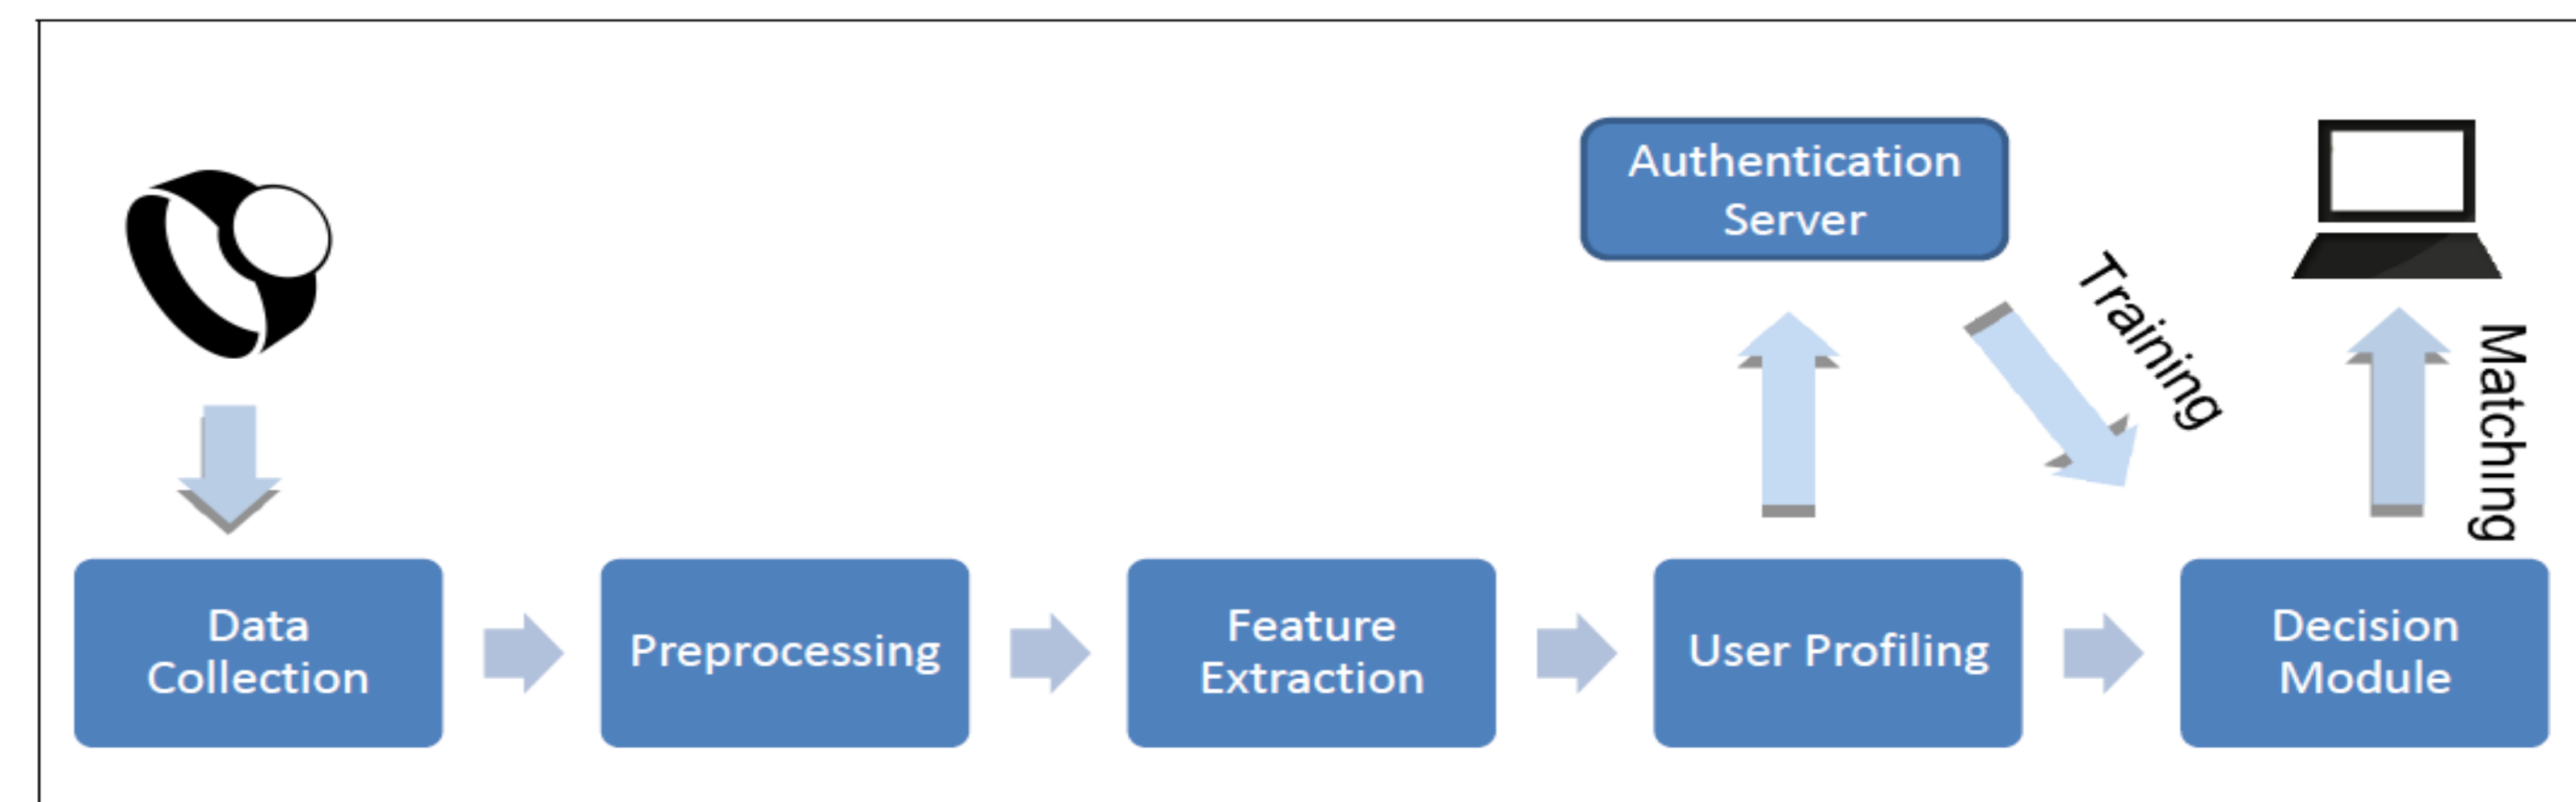 Authentication
Server
Training
Matching
Data
Collection
Preprocessing
Feature
Extraction
User Profiling
Decision
Module